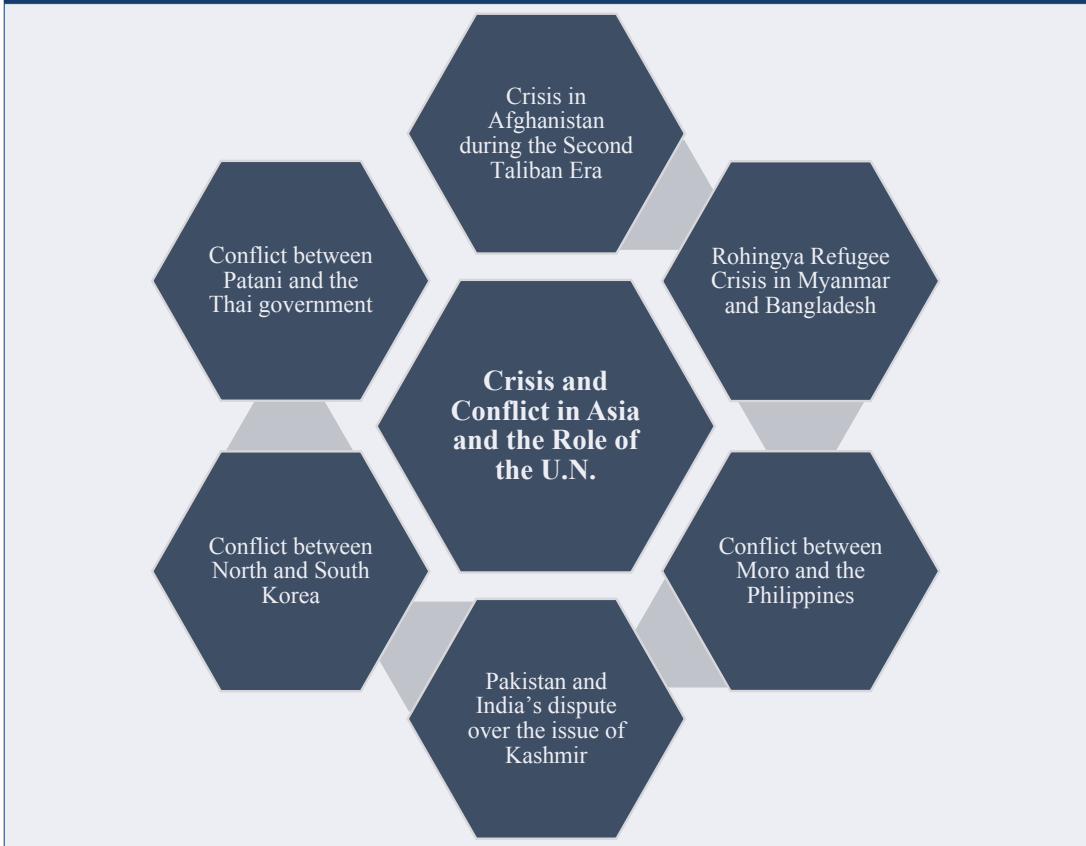 Crisis in
Afghanistan
during the Second
Taliban Era
Rohingya Refugee
Crisis in Myanmar
and Bangladesh
Conflict between
Moro and the
Philippines
Pakistan and
India’s dispute
over the issue of
Kashmir
Conflict between
North and South
Korea
Conflict between
Patani and the
Thai government
Crisis and
Conflict in Asia
and the Role of
the U.N.